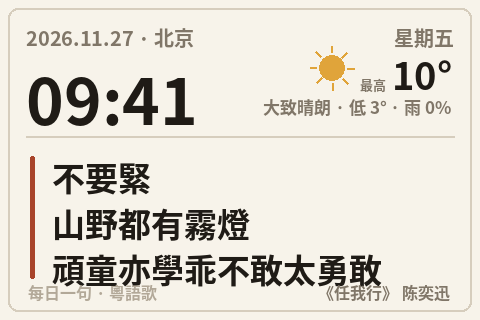 2026.11.27 · 北京
星期五
09:41
最高 10°
大致晴朗 · 低 3° · 雨 0%
不要緊
山野都有霧燈
頑童亦學乖不敢太勇敢
每日一句 · 粵語歌
《任我行》 陈奕迅